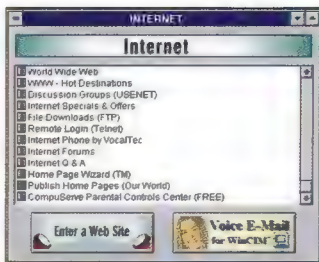 INTERNET
Internet
World Wide Web
WWW - Hot Destinations
Discussion Groups (USENET)
Internet Specials & Offers
File Downloads (FTP)
Remote Login (Telnet)
Internet Phone by VocalTec
Internet Forums
Internet Q & A
Home Page Wizard (TM)
Publish Home Pages (Our World)
CompuServe Parental Controls Center (FREE)
Enter a Web Site
Voice E-Mail
for WinCIM